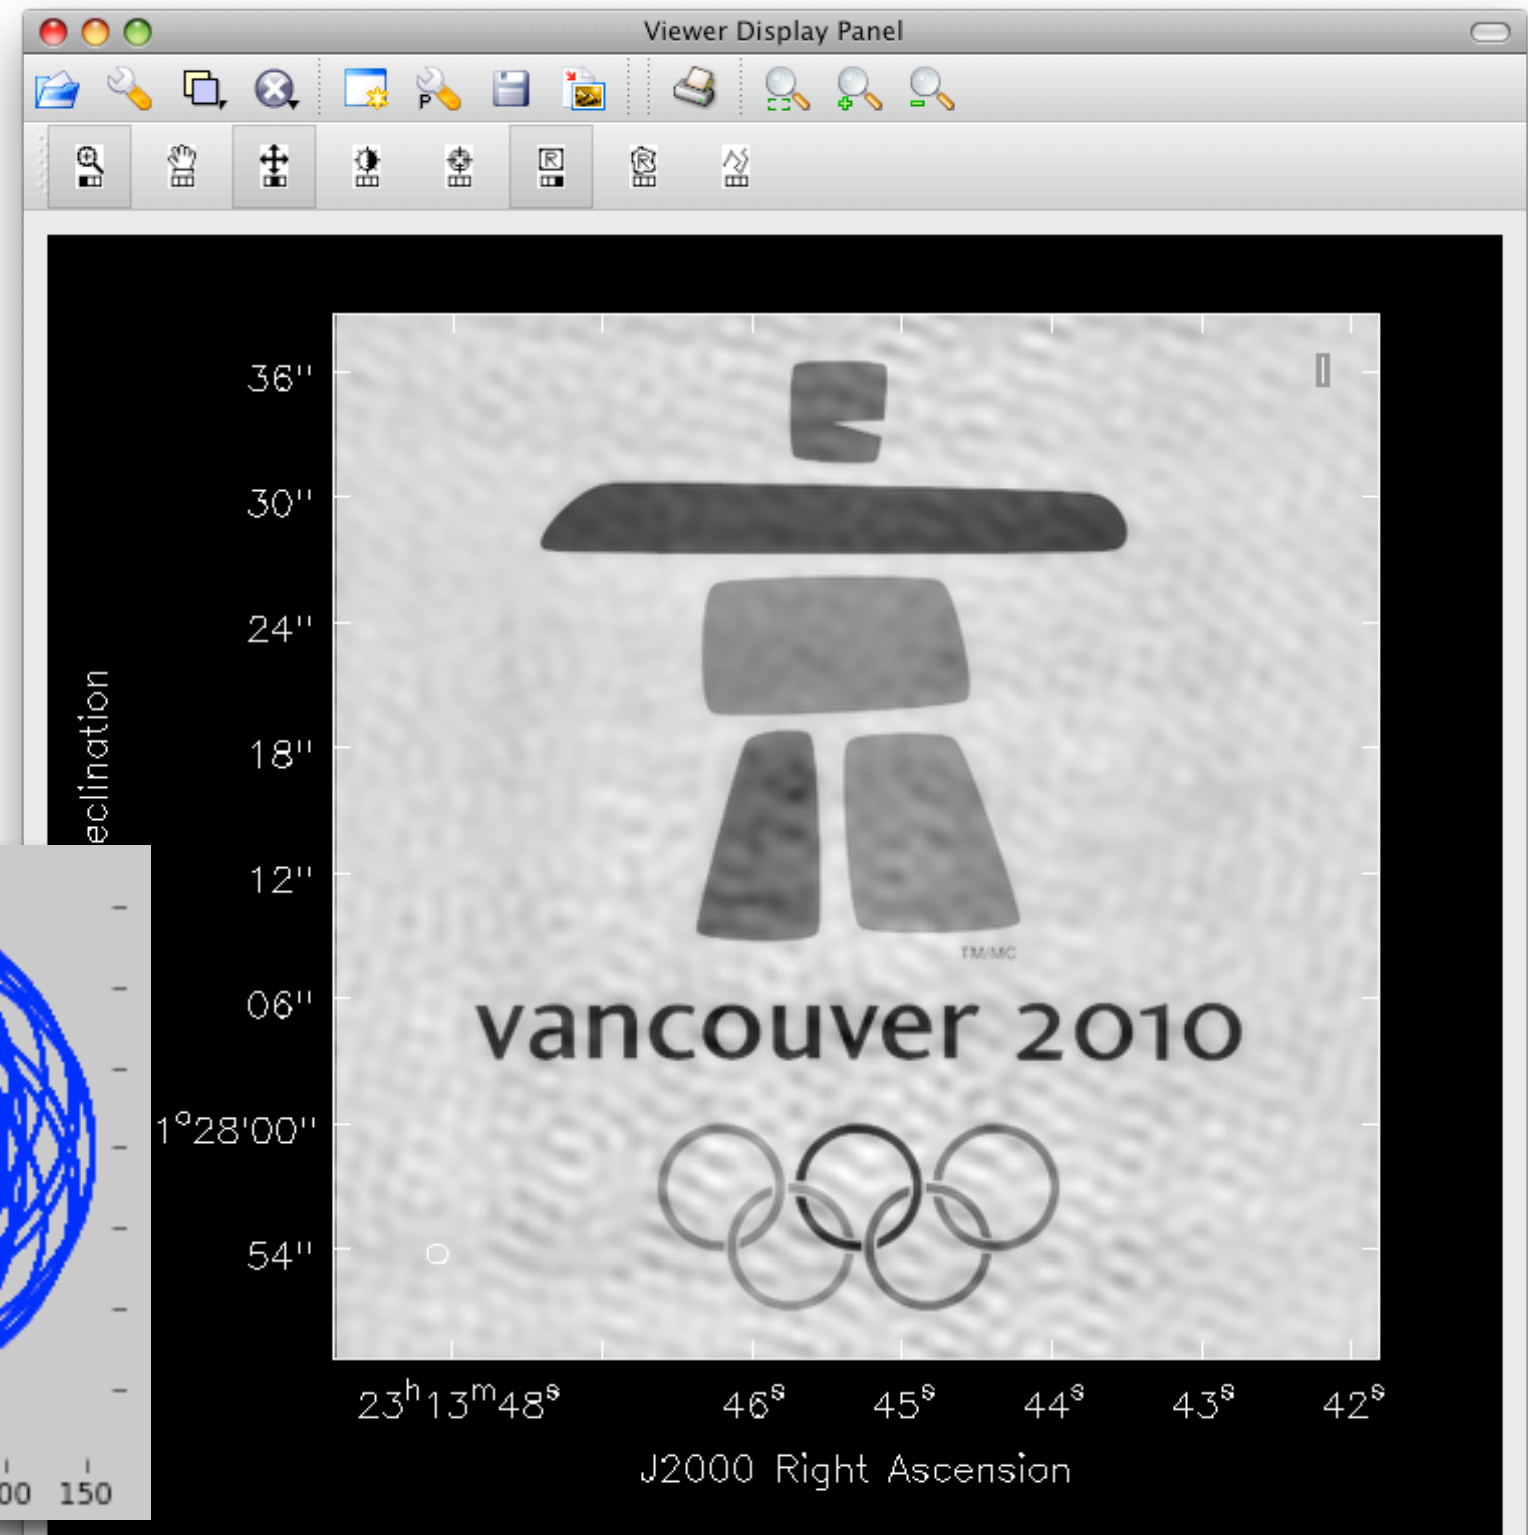 Viewer Display Panel
P
R
R
36"
30"
24"
18"
12"
06"
1°28'00"
54"
eclination
TM/MC
vancouver 2010
23h13m48s 46s 45s 44s 43s 42s
J2000 Right Ascension
00 150